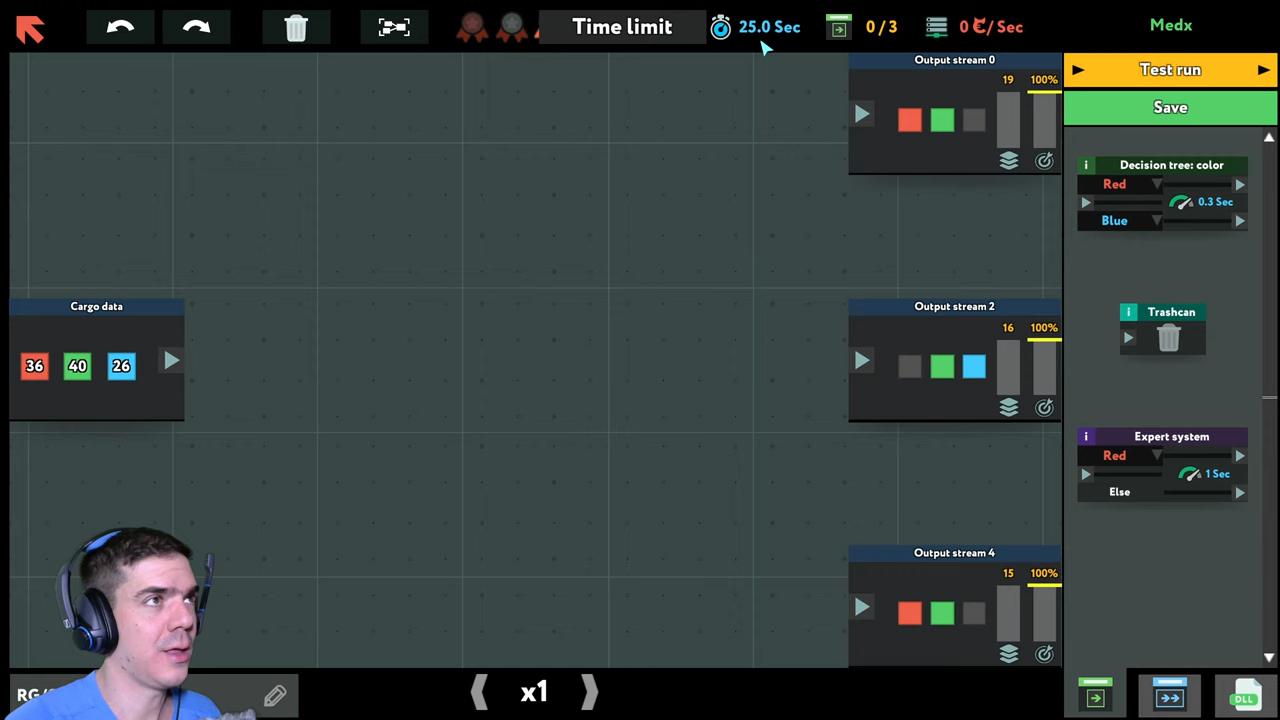 Time limit
25.0 Sec
0 / 3
0 €/Sec
Medx
Test run
Save
Output stream 0
19
100%
Decision tree: color
Red
0.3 Sec
Blue
Cargo data
36
40
26
Output stream 2
16
100%
Trashcan
Expert system
Red
1 Sec
Else
Output stream 4
15
100%
RG/
x1
DLL